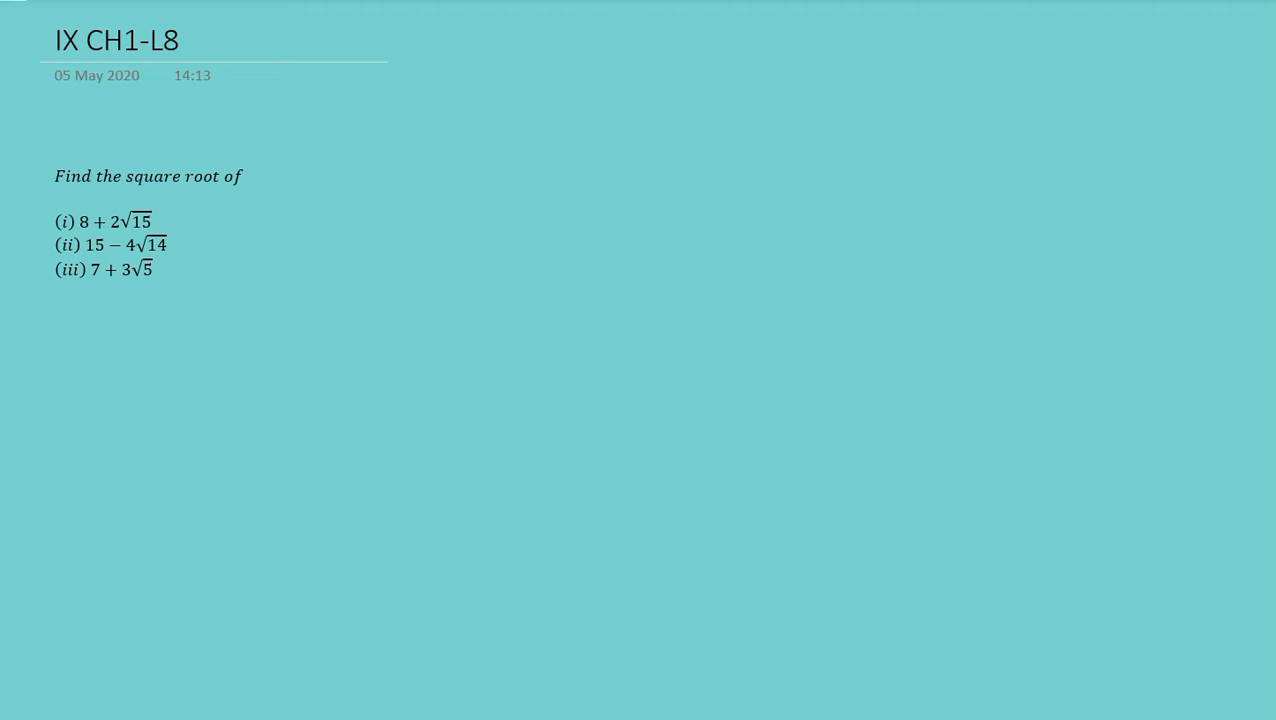 IX CH1-L8
05 May 2020 14:13
Find the square root of
(i) 8 + 2√15
(ii) 15 − 4√14
(iii) 7 + 3√5